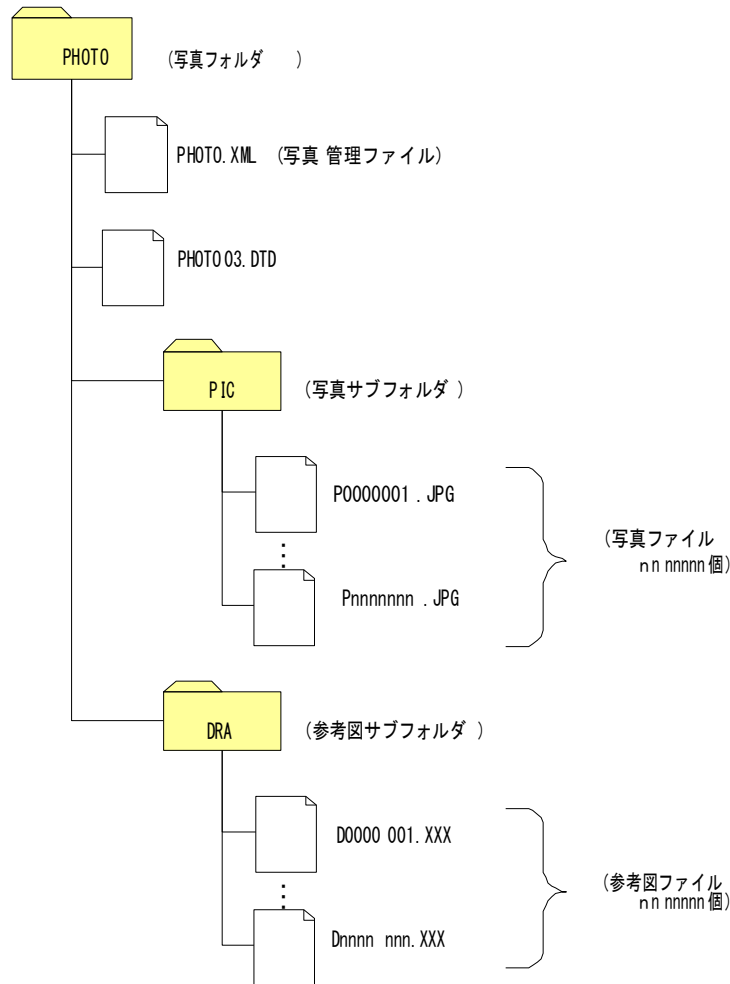 PHOTO (写真フォルダ )
PHOTO.XML (写真 管理ファイル)
PHOTO03.DTD
PIC (写真サブフォルダ )
P0000001 .JPG
Pnnnnnnn .JPG
(写真ファイル
nn nnnnn個)
DRA (参考図サブフォルダ )
D0000 001.XXX
Dnnnn nnn.XXX
(参考図ファイル
nn nnnnn個)